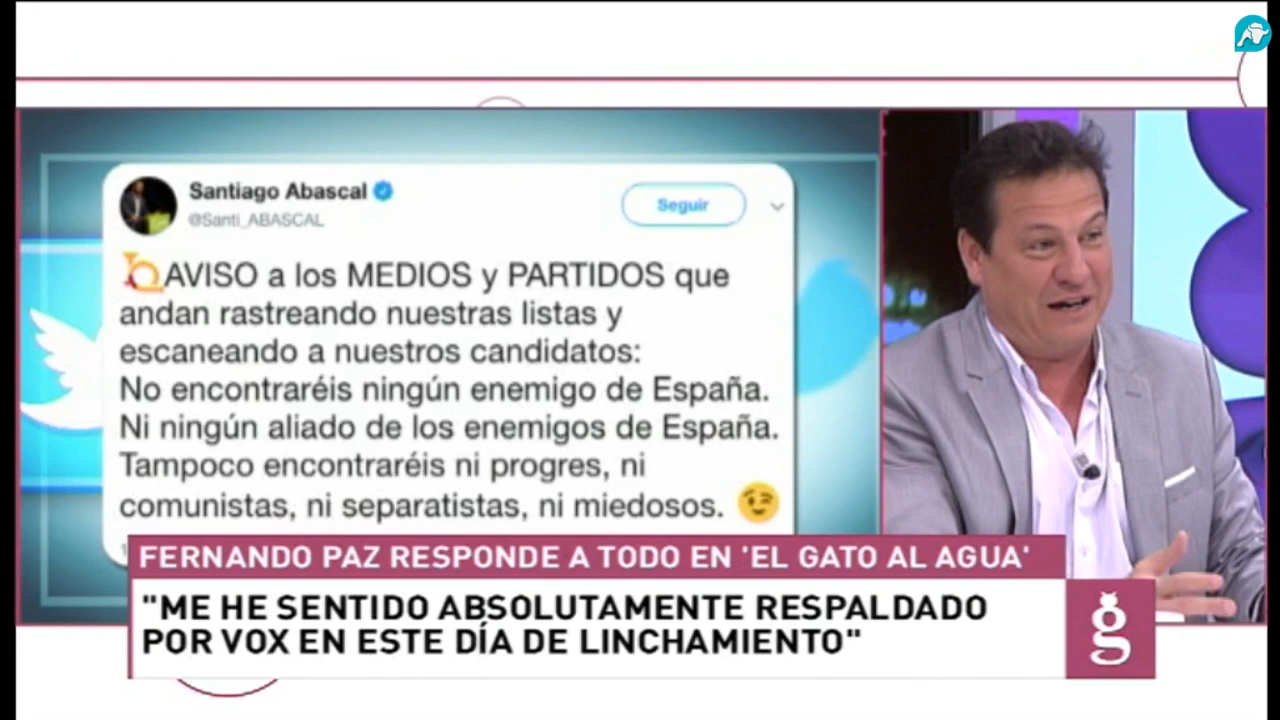 Santiago Abascal
@Santi_ABASCAL
Seguir
AVISO a los MEDIOS y PARTIDOS que
andan rastreando nuestras listas y
escaneando a nuestros candidatos:
No encontraréis ningún enemigo de España.
Ni ningún aliado de los enemigos de España.
Tampoco encontraréis ni progres, ni
comunistas, ni separatistas, ni miedosos.
FERNANDO PAZ RESPONDE A TODO EN 'EL GATO AL AGUA'
"ME HE SENTIDO ABSOLUTAMENTE RESPALDADO
POR VOX EN ESTE DÍA DE LINCHAMIENTO"
g